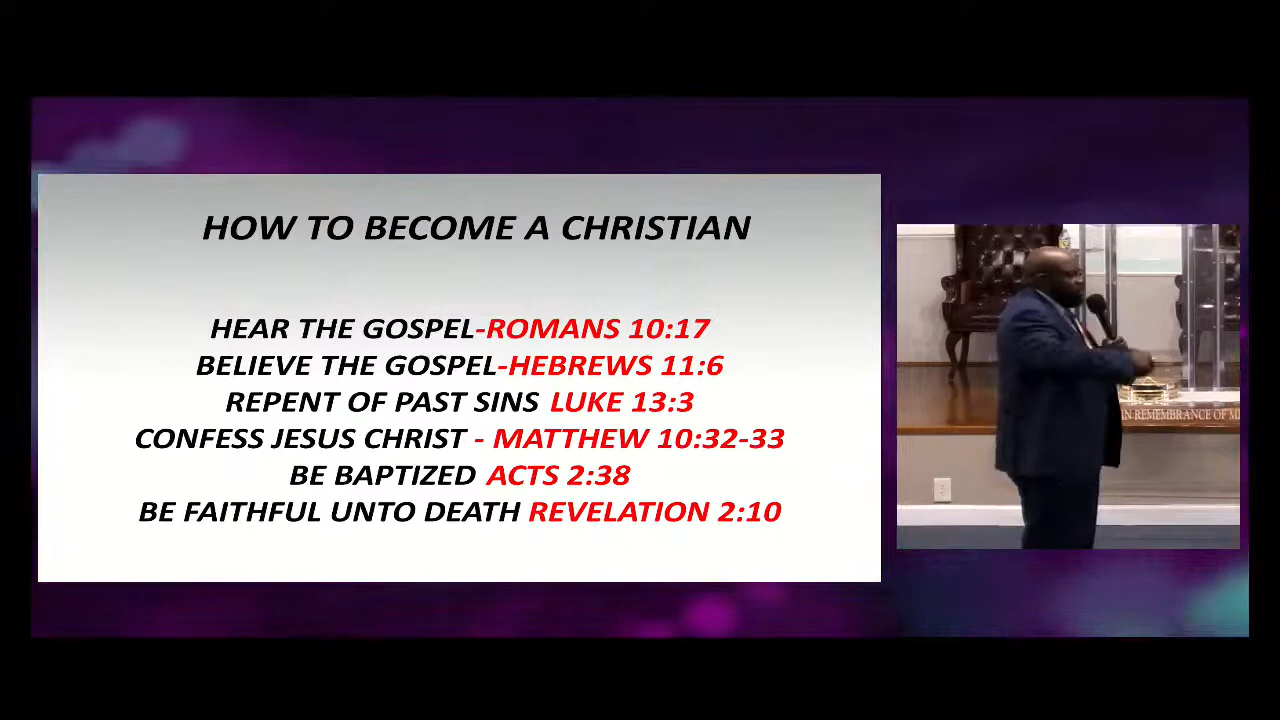 HOW TO BECOME A CHRISTIAN
HEAR THE GOSPEL-ROMANS 10:17
BELIEVE THE GOSPEL-HEBREWS 11:6
REPENT OF PAST SINS LUKE 13:3
CONFESS JESUS CHRIST - MATTHEW 10:32-33
BE BAPTIZED ACTS 2:38
BE FAITHFUL UNTO DEATH REVELATION 2:10
IN REMEMBRANCE OF